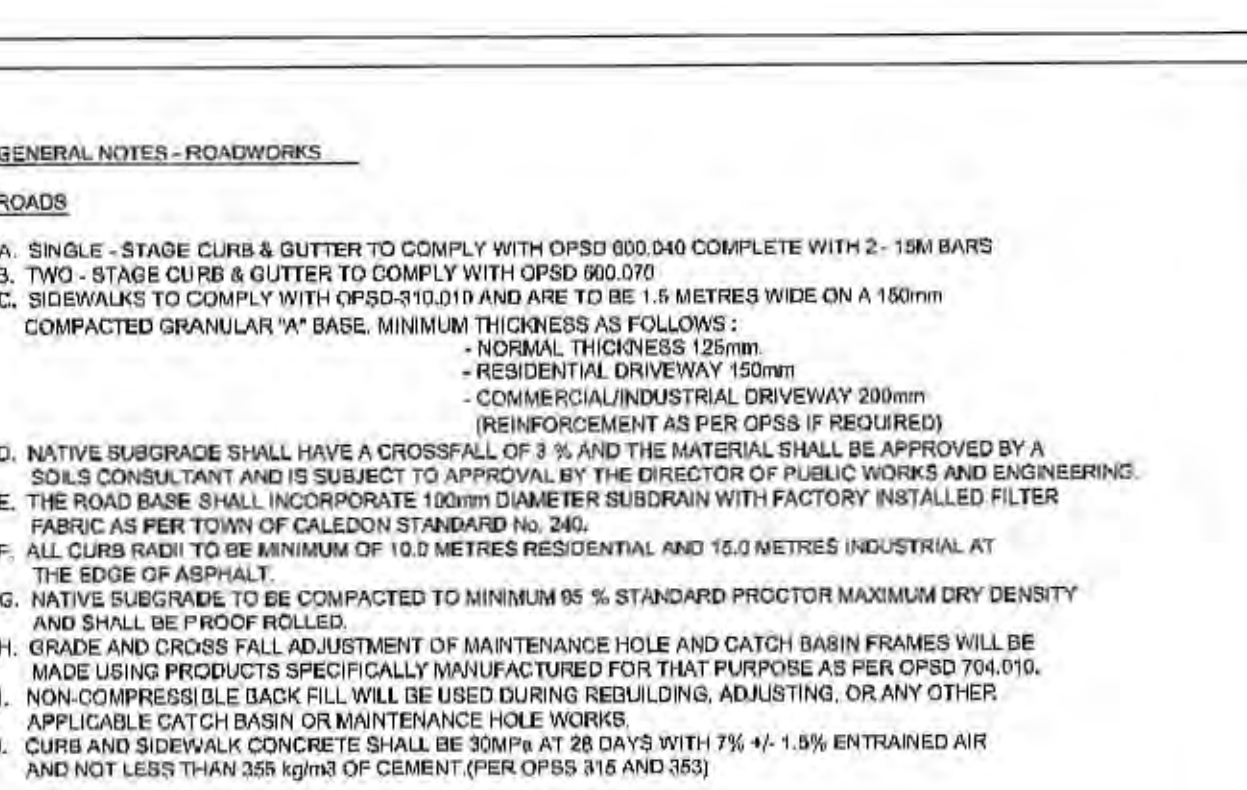 GENERAL NOTES - ROADWORKS
ROADS
A. SINGLE - STAGE CURB & GUTTER TO COMPLY WITH OPSD 600.040 COMPLETE WITH 2 - 15M BARS
B. TWO - STAGE CURB & GUTTER TO COMPLY WITH OPSD 600.070
C. SIDEWALKS TO COMPLY WITH OPSD-310.010 AND ARE TO BE 1.5 METRES WIDE ON A 150mm
COMPACTED GRANULAR "A" BASE, MINIMUM THICKNESS AS FOLLOWS :
- NORMAL THICKNESS 125mm.
- RESIDENTIAL DRIVEWAY 150mm
- COMMERCIAL/INDUSTRIAL DRIVEWAY 200mm
(REINFORCEMENT AS PER OPSS IF REQUIRED)
D. NATIVE SUBGRADE SHALL HAVE A CROSSFALL OF 3 % AND THE MATERIAL SHALL BE APPROVED BY A
SOILS CONSULTANT AND IS SUBJECT TO APPROVAL BY THE DIRECTOR OF PUBLIC WORKS AND ENGINEERING.
E. THE ROAD BASE SHALL INCORPORATE 100mm DIAMETER SUBDRAIN WITH FACTORY INSTALLED FILTER
FABRIC AS PER TOWN OF CALEDON STANDARD No. 240.
F. ALL CURB RADII TO BE MINIMUM OF 10.0 METRES RESIDENTIAL AND 15.0 METRES INDUSTRIAL AT
THE EDGE OF ASPHALT.
G. NATIVE SUBGRADE TO BE COMPACTED TO MINIMUM 95 % STANDARD PROCTOR MAXIMUM DRY DENSITY
AND SHALL BE PROOF ROLLED.
H. GRADE AND CROSS FALL ADJUSTMENT OF MAINTENANCE HOLE AND CATCH BASIN FRAMES WILL BE
MADE USING PRODUCTS SPECIFICALLY MANUFACTURED FOR THAT PURPOSE AS PER OPSD 704.010.
I. NON-COMPRESSIBLE BACK FILL WILL BE USED DURING REBUILDING, ADJUSTING, OR ANY OTHER
APPLICABLE CATCH BASIN OR MAINTENANCE HOLE WORKS.
J. CURB AND SIDEWALK CONCRETE SHALL BE 30MPa AT 28 DAYS WITH 7% +/- 1.5% ENTRAINED AIR
AND NOT LESS THAN 355 kg/m3 OF CEMENT.(PER OPSS 315 AND 353)